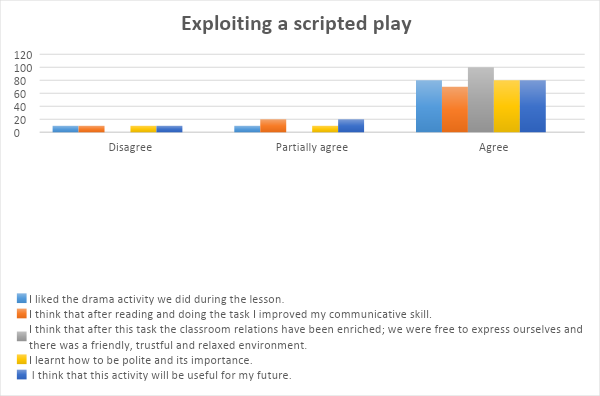 Exploiting a scripted play
120
100
80
60
40
20
0
Disagree Partially agree Agree
I liked the drama activity we did during the lesson.
I think that after reading and doing the task I improved my communicative skill.
I think that after this task the classroom relations have been enriched; we were free to express ourselves and
there was a friendly, trustful and relaxed environment.
I learnt how to be polite and its importance.
I think that this activity will be useful for my future.